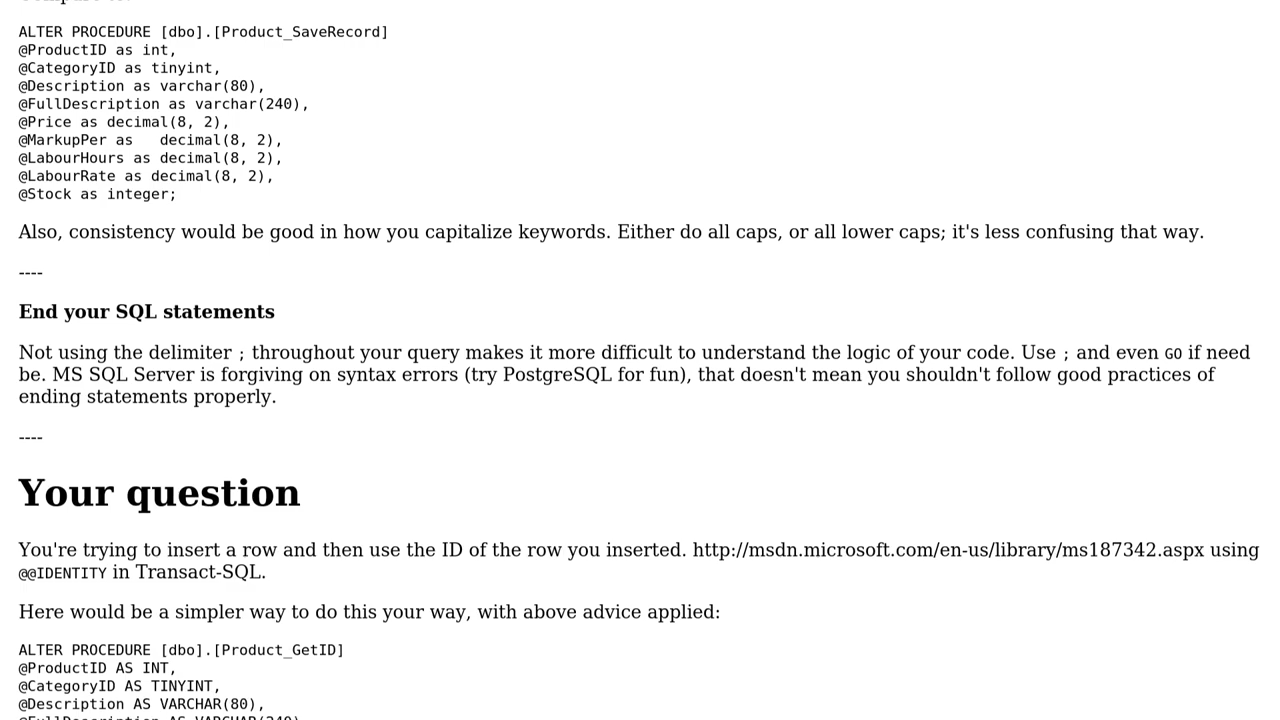 ALTER PROCEDURE [dbo].[Product_SaveRecord]
@ProductID as int,
@CategoryID as tinyint,
@Description as varchar(80),
@FullDescription as varchar(240),
@Price as decimal(8, 2),
@MarkupPer as   decimal(8, 2),
@LabourHours as decimal(8, 2),
@LabourRate as decimal(8, 2),
@Stock as integer;
Also, consistency would be good in how you capitalize keywords. Either do all caps, or all lower caps; it's less confusing that way.
----
End your SQL statements
Not using the delimiter ; throughout your query makes it more difficult to understand the logic of your code. Use ; and even GO if need
be. MS SQL Server is forgiving on syntax errors (try PostgreSQL for fun), that doesn't mean you shouldn't follow good practices of
ending statements properly.
----
Your question
You're trying to insert a row and then use the ID of the row you inserted. http://msdn.microsoft.com/en-us/library/ms187342.aspx using
@@IDENTITY in Transact-SQL.
Here would be a simpler way to do this your way, with above advice applied:
ALTER PROCEDURE [dbo].[Product_GetID]
@ProductID AS INT,
@CategoryID AS TINYINT,
@Description AS VARCHAR(80),
@FullDescription AS VARCHAR(240)